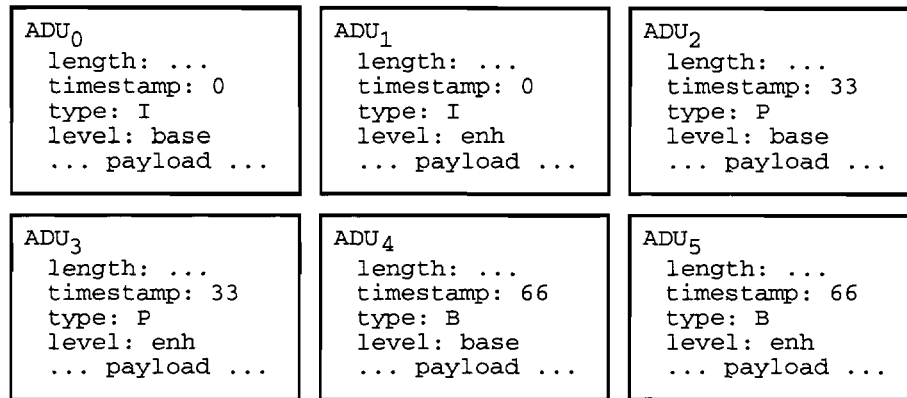 ADU0
length: ...
timestamp: 0
type: I
level: base
... payload ...
ADU1
length: ...
timestamp: 0
type: I
level: enh
... payload ...
ADU2
length: ...
timestamp: 33
type: P
level: base
... payload ...
ADU3
length: ...
timestamp: 33
type: P
level: enh
... payload ...
ADU4
length: ...
timestamp: 66
type: B
level: base
... payload ...
ADU5
length: ...
timestamp: 66
type: B
level: enh
... payload ...